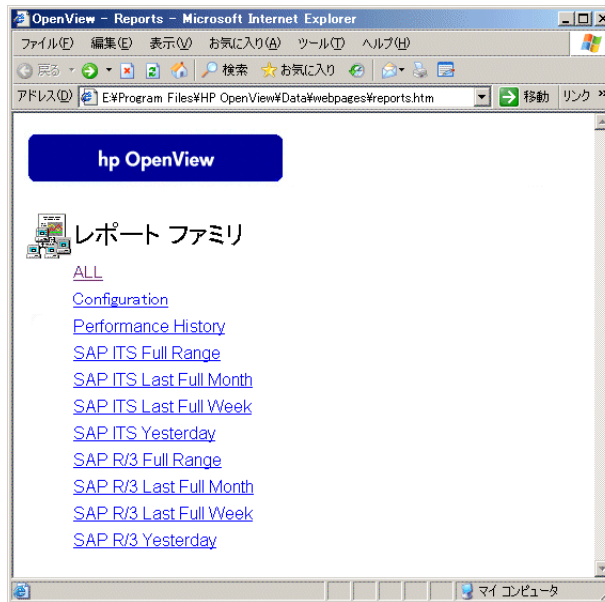 OpenView - Reports - Microsoft Internet Explorer
ファイル(F) 編集(E) 表示(V) お気に入り(A) ツール(T) ヘルプ(H)
戻る 検索 お気に入り
アドレス(D) E:¥Program Files¥HP OpenView¥Data¥webpages¥reports.htm 移動 リンク »
hp OpenView
レポート ファミリ
ALL
Configuration
Performance History
SAP ITS Full Range
SAP ITS Last Full Month
SAP ITS Last Full Week
SAP ITS Yesterday
SAP R/3 Full Range
SAP R/3 Last Full Month
SAP R/3 Last Full Week
SAP R/3 Yesterday
マイ コンピュータ